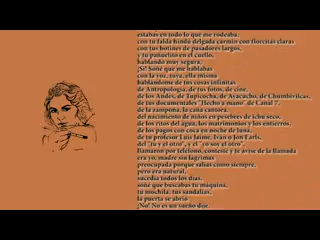 estabas en todo lo que me rodeaba,
con tu falda hindú delgada carmín con floccitas claras
con tus botines de pasadores largos,
y tu pañuelito en el cuello,
hablando muy segura,
¡Sí! Soñé que me hablabas
con la voz, tuya, ella misma
hablándome de tus cosas infinitas
de Antropología, de tus fotos, de cine,
de los Andes, de Tupicocha, de Ayacucho, de Chumbivilcas,
de tus documentales "Hecho a mano" de Canal 7,
de la zampoña, la caña cantora,
del nacimiento de niños en pesebres de ichu seco,
de los ritos del agua, los matrimonios y los entierros,
de los pagos con coca en noche de luna,
de tu profesor Luis Jaime, Iván o Jon Earls,
del "tu y el otro", y el "yo soy el otro".
llamaron por teléfono, contesté y te avisé de la llamada
era yo, madre sin lágrimas
preocupada porque salías como siempre,
pero era natural,
sucedía todos los días,
soñé que buscabas tu máquina,
tu mochila, tus sandalias,
la puerta se abrió
¡No! No es un sueño dije,